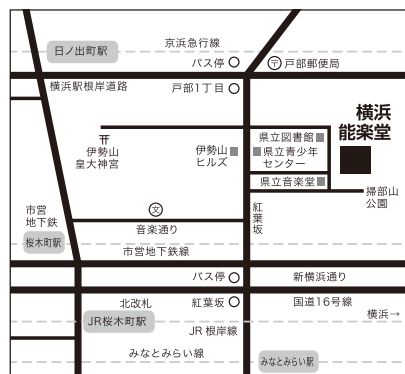 京浜急行線
日ノ出町駅
バス停
〒戸部郵便局
横浜駅根岸道路
戸部1丁目
横浜
能楽堂
県立図書館
伊勢山
皇大神宮
伊勢山
ヒルズ
県立青少年
センター
県立音楽堂
掃部山
公園
紅葉坂
市営
地下鉄
桜木町駅
文
音楽通り
市営地下鉄線
バス停
新横浜通り
北改札
紅葉坂
国道16号線
横浜→
JR桜木町駅
JR根岸線
みなとみらい線
みなとみらい駅